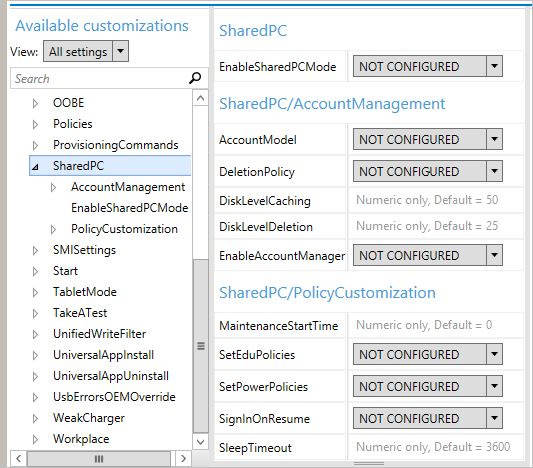 Available customizations
View: All settings
Search
OOBE
Policies
ProvisioningCommands
SharedPC
AccountManagement
EnableSharedPCMode
PolicyCustomization
SMISettings
Start
TabletMode
TakeATest
UnifiedWriteFilter
UniversalAppInstall
UniversalAppUninstall
UsbErrorsOEMOverride
WeakCharger
Workplace
SharedPC
EnableSharedPCMode NOT CONFIGURED
SharedPC/AccountManagement
AccountModel NOT CONFIGURED
DeletionPolicy NOT CONFIGURED
DiskLevelCaching Numeric only, Default = 50
DiskLevelDeletion Numeric only, Default = 25
EnableAccountManager NOT CONFIGURED
SharedPC/PolicyCustomization
MaintenanceStartTime Numeric only, Default = 0
SetEduPolicies NOT CONFIGURED
SetPowerPolicies NOT CONFIGURED
SignInOnResume NOT CONFIGURED
SleepTimeout Numeric only, Default = 3600